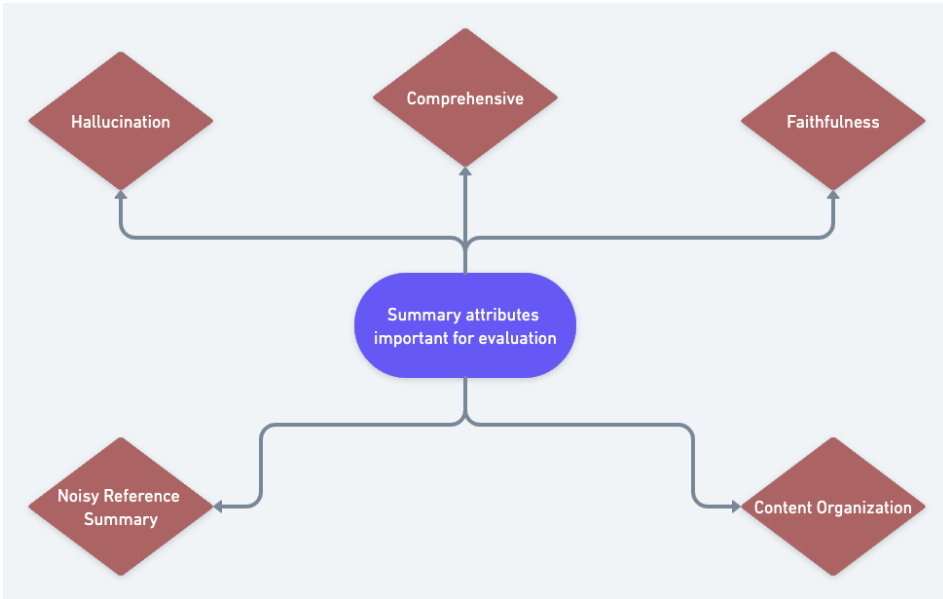 Hallucination
Comprehensive
Faithfulness
Summary attributes
important for evaluation
Noisy Reference
Summary
Content Organization